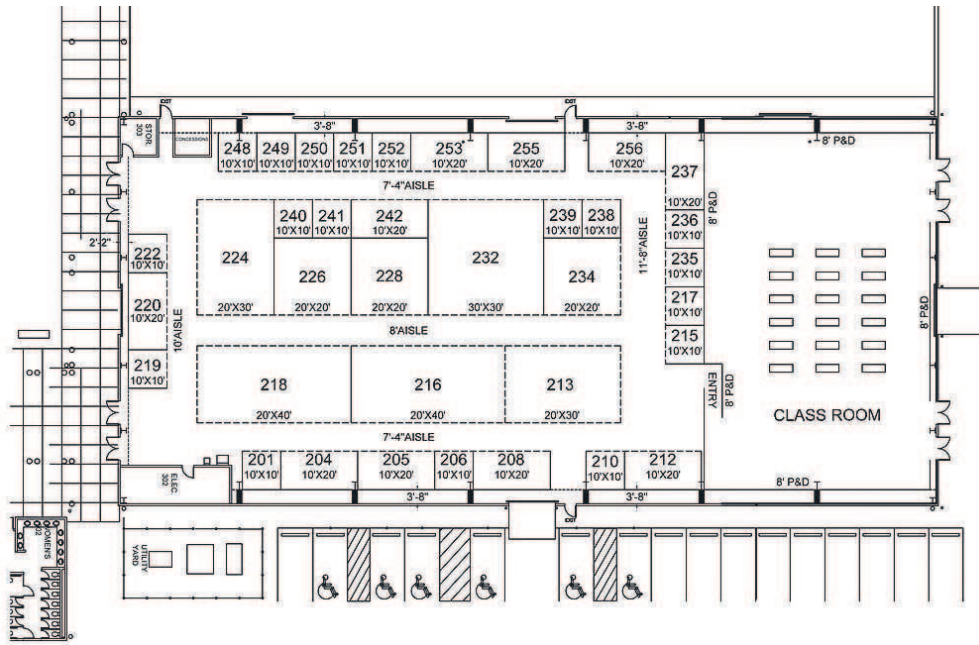 EXIT
EXIT
STOR.
303
CONCESSIONS
3'-8"
3'-8"
8' P&D
248
10'X10'
249
10'X10'
250
10'X10'
251
10'X10'
252
10'X10'
253
10'X20'
255
10'X20'
256
10'X20'
237
10'X20'
7'-4"AISLE
8' P&D
240
10'X10'
241
10'X10'
242
10'X20'
239
10'X10'
238
10'X10'
236
10'X10'
2'-2"
222
10'X10'
224
20'X30'
226
20'X20'
228
20'X20'
232
30'X30'
234
20'X20'
11'-8"AISLE
235
10'X10'
220
10'X20'
217
10'X10'
8' P&D
10'AISLE
8'AISLE
215
10'X10'
219
10'X10'
218
20'X40'
216
20'X40'
213
20'X30'
ENTRY
8' P&D
CLASS ROOM
7'-4"AISLE
201
10'X10'
204
10'X20'
205
10'X20'
206
10'X10'
208
10'X20'
210
10'X10'
212
10'X20'
ELEC.
302
8' P&D
3'-8"
3'-8"
EXIT
UTILITY
YARD
WOMEN'S